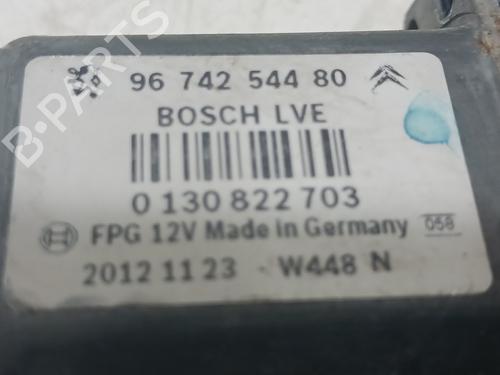 B-PARTS
96 742 544 80
BOSCH LVE
0 130 822 703
FPG 12V Made in Germany 058
2012 11 23 - W448 N